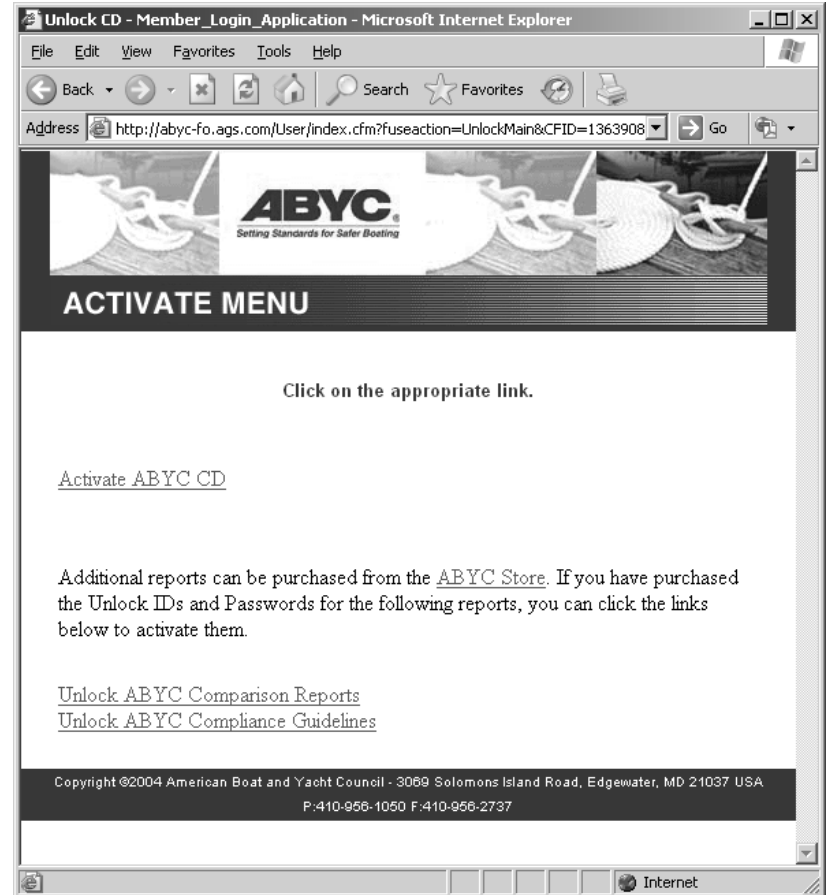 Unlock CD - Member_Login_Application - Microsoft Internet Explorer
File Edit View Favorites Tools Help
Back Search Favorites
Address http://abyc-fo.ags.com/User/index.cfm?fuseaction=UnlockMain&CFID=1363908 Go
ABYC®
Setting Standards for Safer Boating
ACTIVATE MENU
Click on the appropriate link.
Activate ABYC CD
Additional reports can be purchased from the ABYC Store. If you have purchased
the Unlock IDs and Passwords for the following reports, you can click the links
below to activate them.
Unlock ABYC Comparison Reports
Unlock ABYC Compliance Guidelines
Copyright ©2004 American Boat and Yacht Council - 3069 Solomons Island Road, Edgewater, MD 21037 USA
P:410-956-1050 F:410-956-2737
Internet